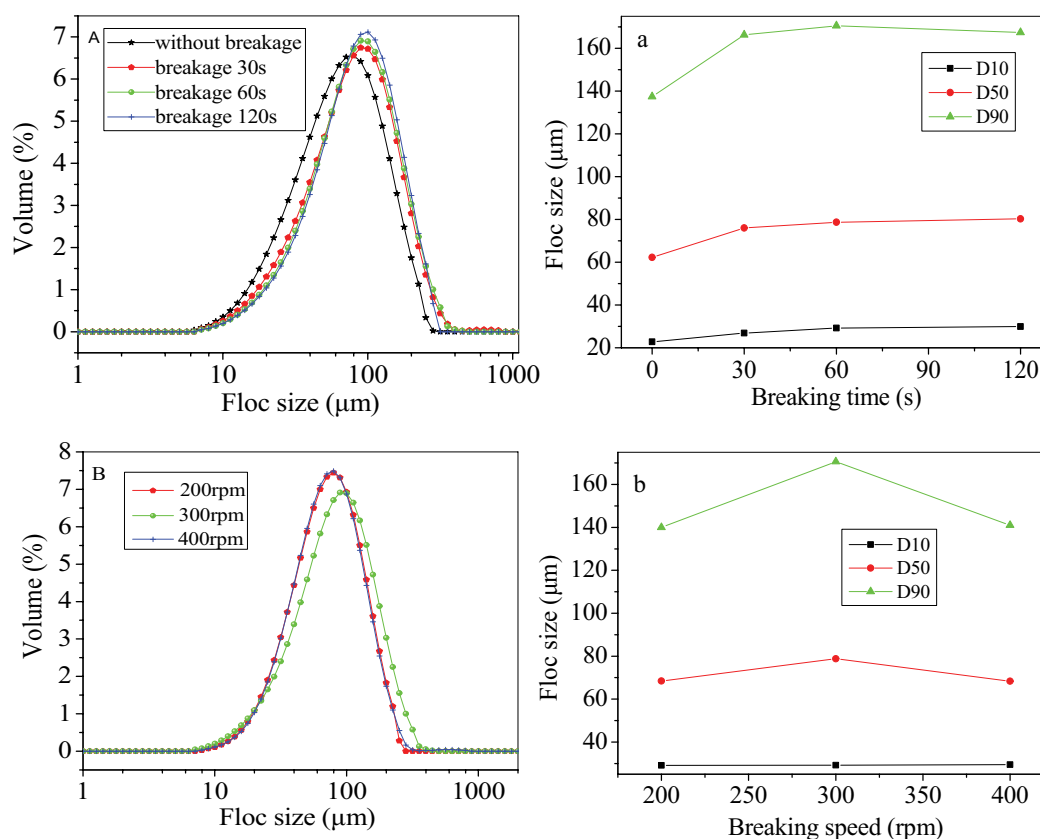 A
without breakage
breakage 30s
breakage 60s
breakage 120s
7
6
5
4
3
2
1
0
Volume (%)
1
10
100
1000
Floc size (μm)
a
D10
D50
D90
160
140
120
100
80
60
40
20
Floc size (μm)
0
30
60
90
120
Breaking time (s)
B
200rpm
300rpm
400rpm
8
7
6
5
4
3
2
1
0
Volume (%)
1
10
100
1000
Floc size (μm)
b
D10
D50
D90
160
140
120
100
80
60
40
Floc size (μm)
200
250
300
350
400
Breaking speed (rpm)